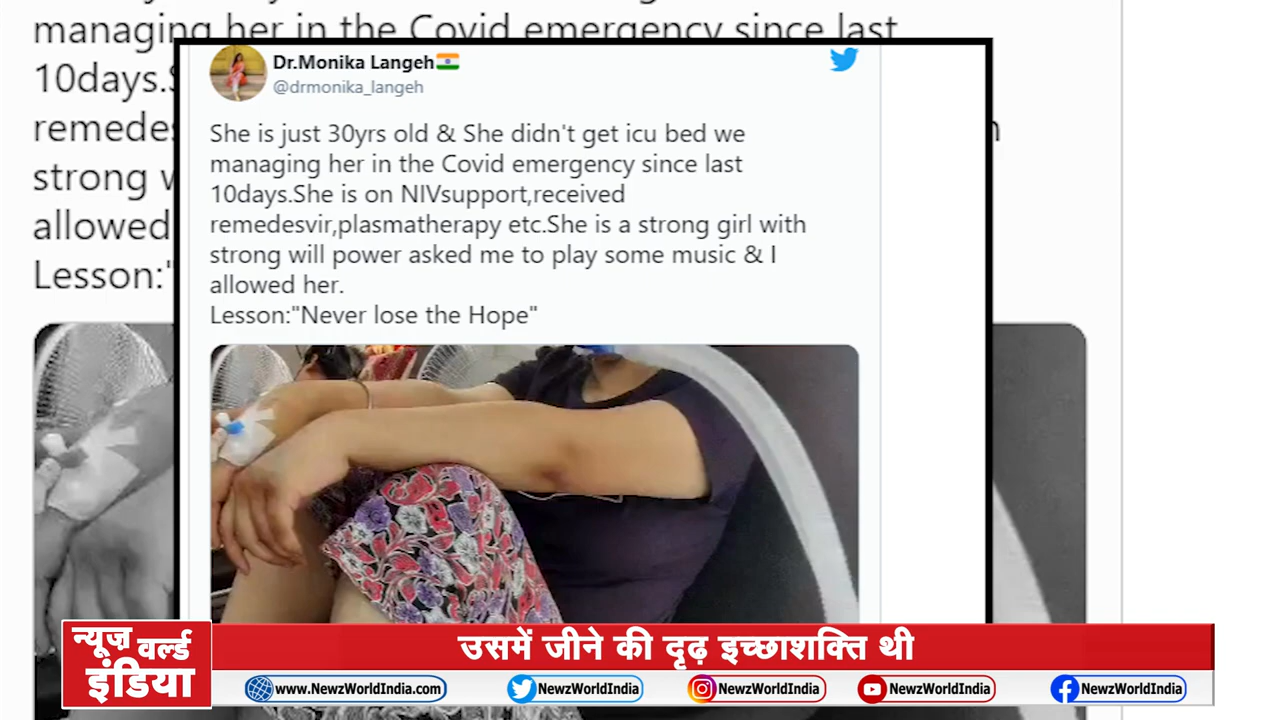 managing her in the Covid emergency since last
10days.S
remedes
strong w
allowed
Lesson:"
Dr.Monika Langeh
@drmonika_langeh
She is just 30yrs old & She didn't get icu bed we
managing her in the Covid emergency since last
10days.She is on NIVsupport,received
remedesvir,plasmatherapy etc.She is a strong girl with
strong will power asked me to play some music & I
allowed her.
Lesson:"Never lose the Hope"
न्यूज़ वर्ल्ड
इंडिया
उसमें जीने की दृढ़ इच्छाशक्ति थी
www.NewzWorldIndia.com
NewzWorldIndia
NewzWorldIndia
NewzWorldIndia
NewzWorldIndia